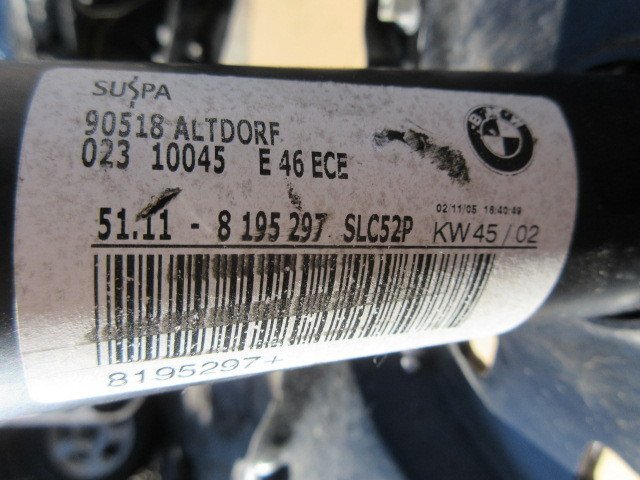 SUSPA
90518 ALTDORF
BMW
023 10045 E 46 ECE
02/11/05 18:40:49
51.11 - 8 195 297 SLC52P KW45/02
8195297+